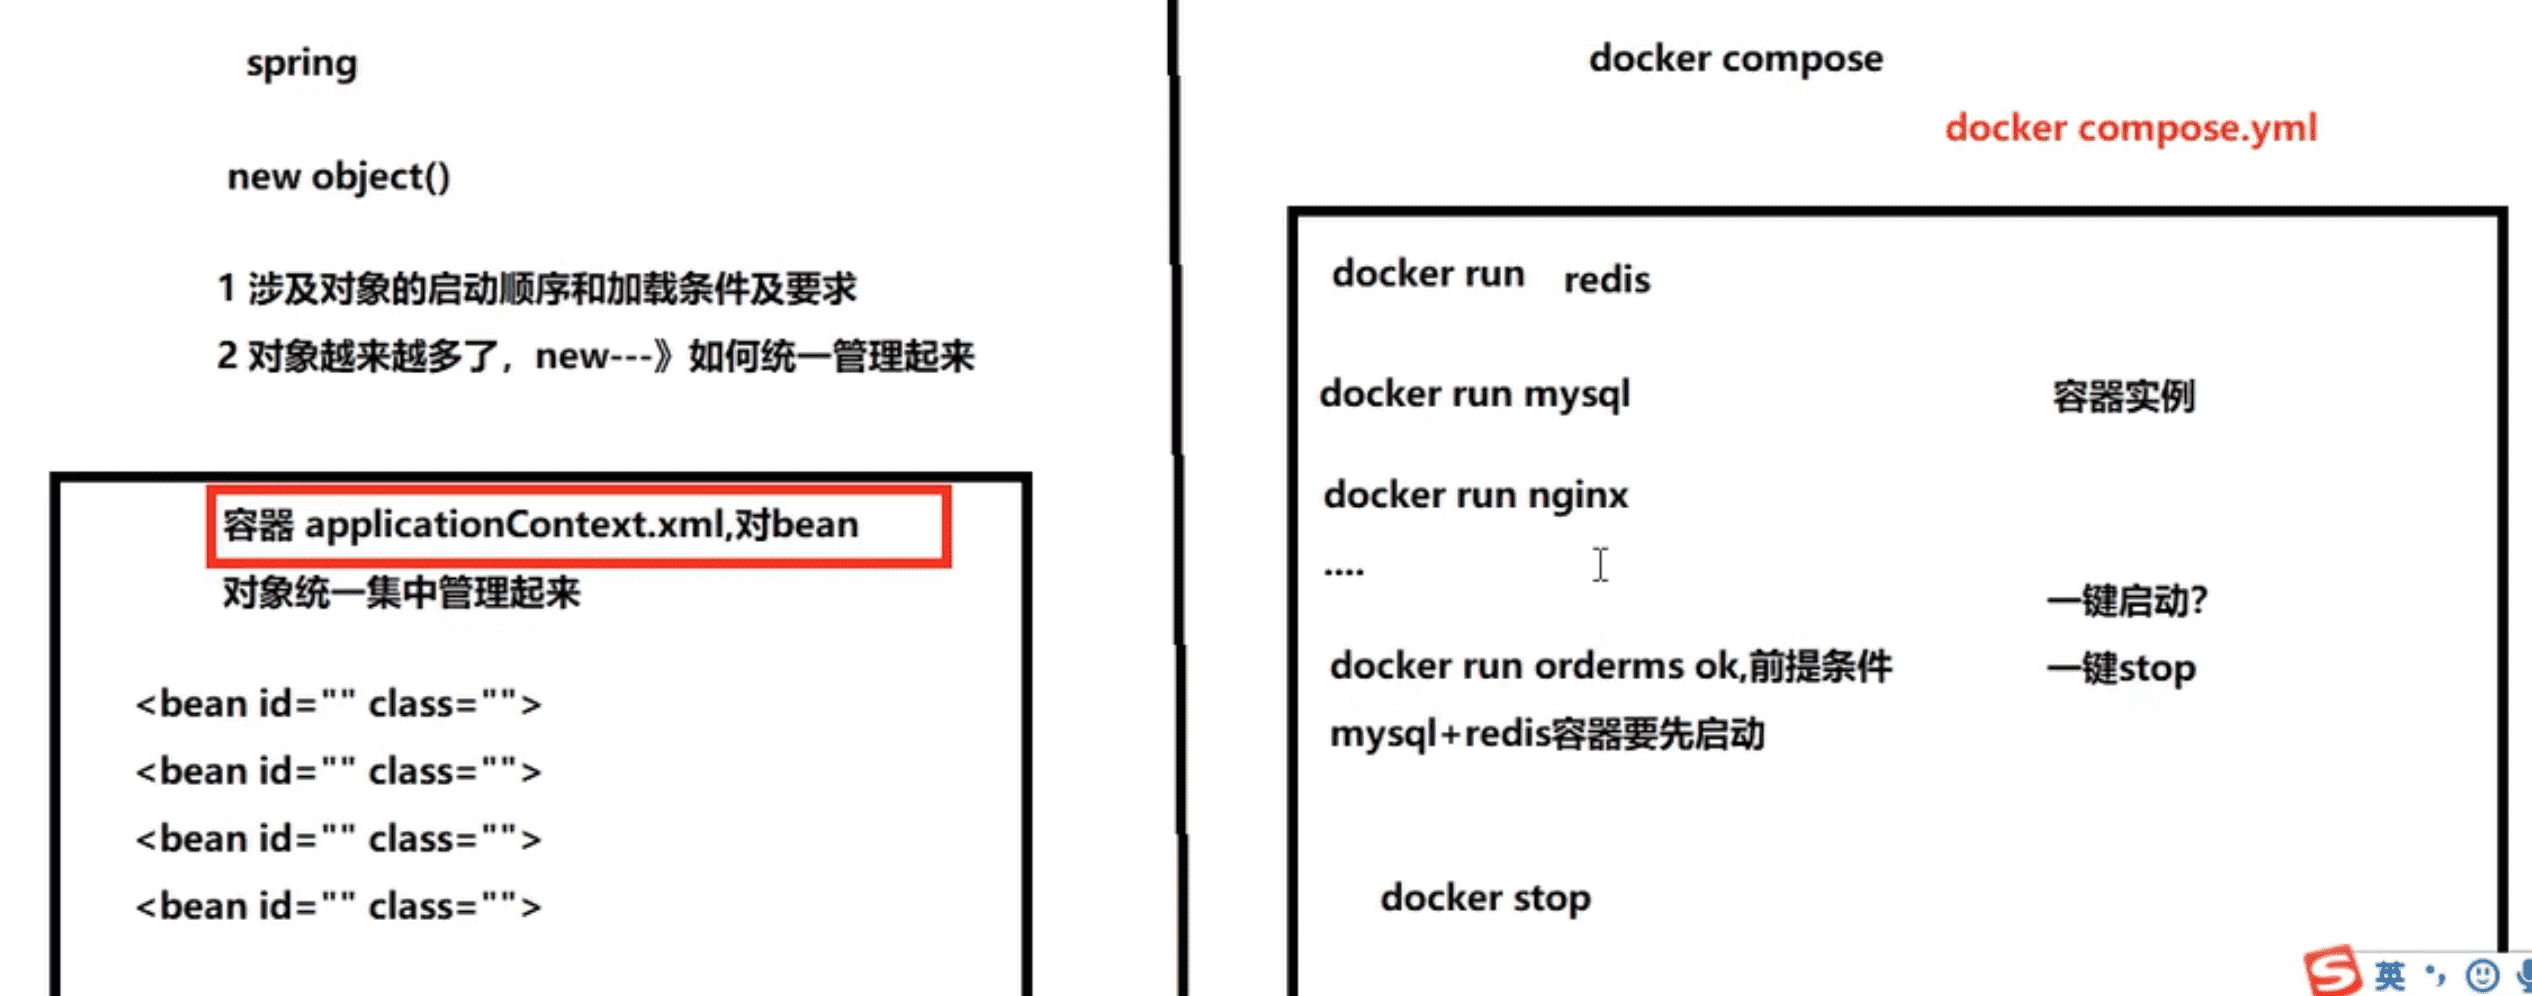 spring
new object()
1 涉及对象的启动顺序和加载条件及要求
2 对象越来越多了，new---》如何统一管理起来
容器 applicationContext.xml,对bean
对象统一集中管理起来
<bean id="" class="">
<bean id="" class="">
<bean id="" class="">
<bean id="" class="">
docker compose
docker compose.yml
docker run redis
docker run mysql
容器实例
docker run nginx
....
一键启动?
docker run orderms ok,前提条件
一键stop
mysql+redis容器要先启动
docker stop
英